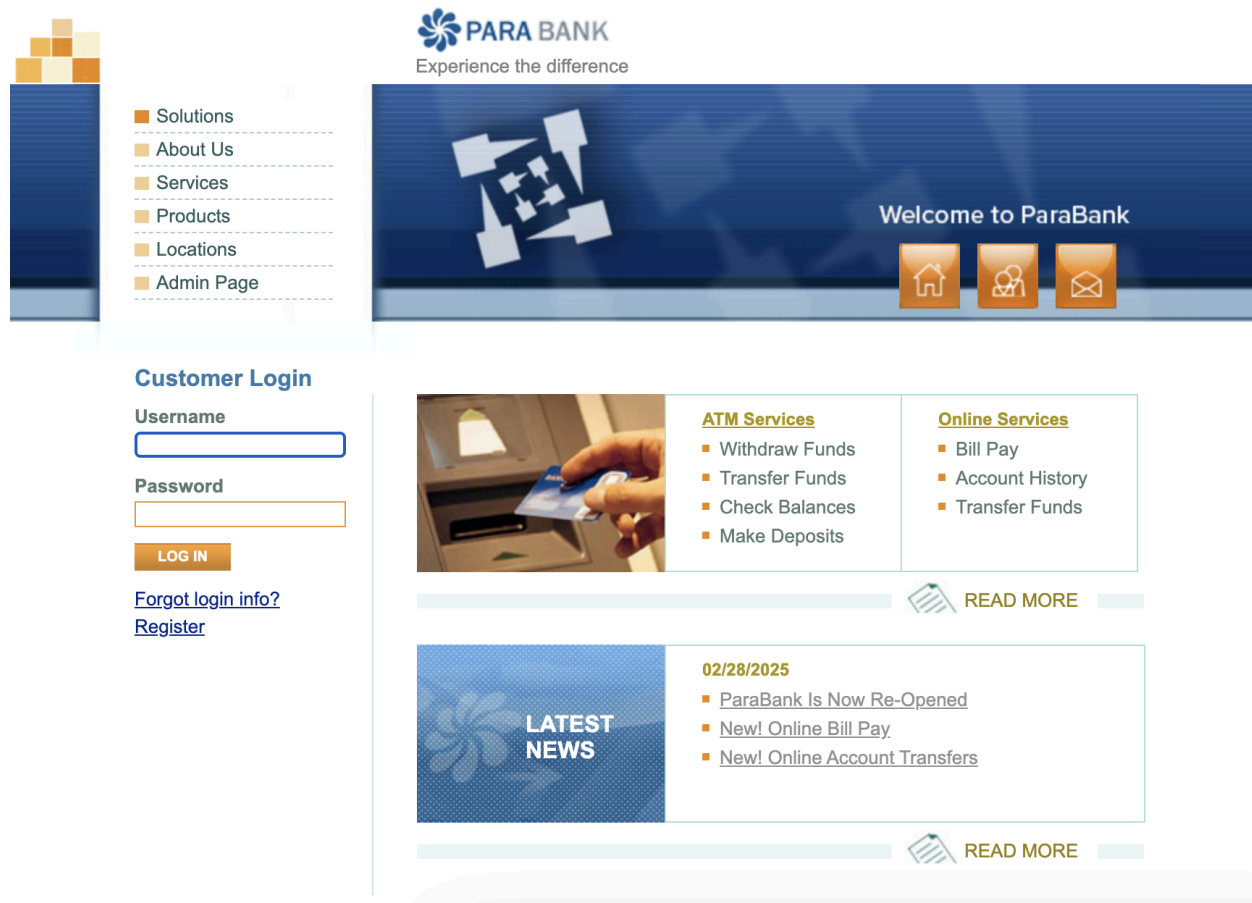 PARA BANK
Experience the difference
Solutions
About Us
Services
Products
Locations
Admin Page
Welcome to ParaBank
Customer Login
Username
Password
LOG IN
Forgot login info?
Register
ATM Services
Withdraw Funds
Transfer Funds
Check Balances
Make Deposits
Online Services
Bill Pay
Account History
Transfer Funds
READ MORE
LATEST
NEWS
02/28/2025
ParaBank Is Now Re-Opened
New! Online Bill Pay
New! Online Account Transfers
READ MORE